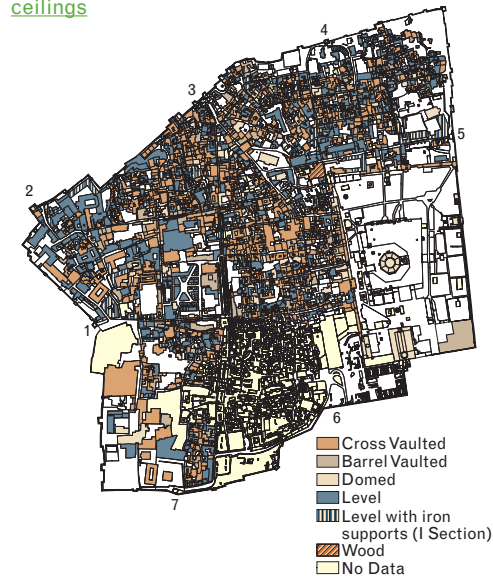 ceilings
4
3
5
2
1
6
7
Cross Vaulted
Barrel Vaulted
Domed
Level
Level with iron
supports (I Section)
Wood
No Data